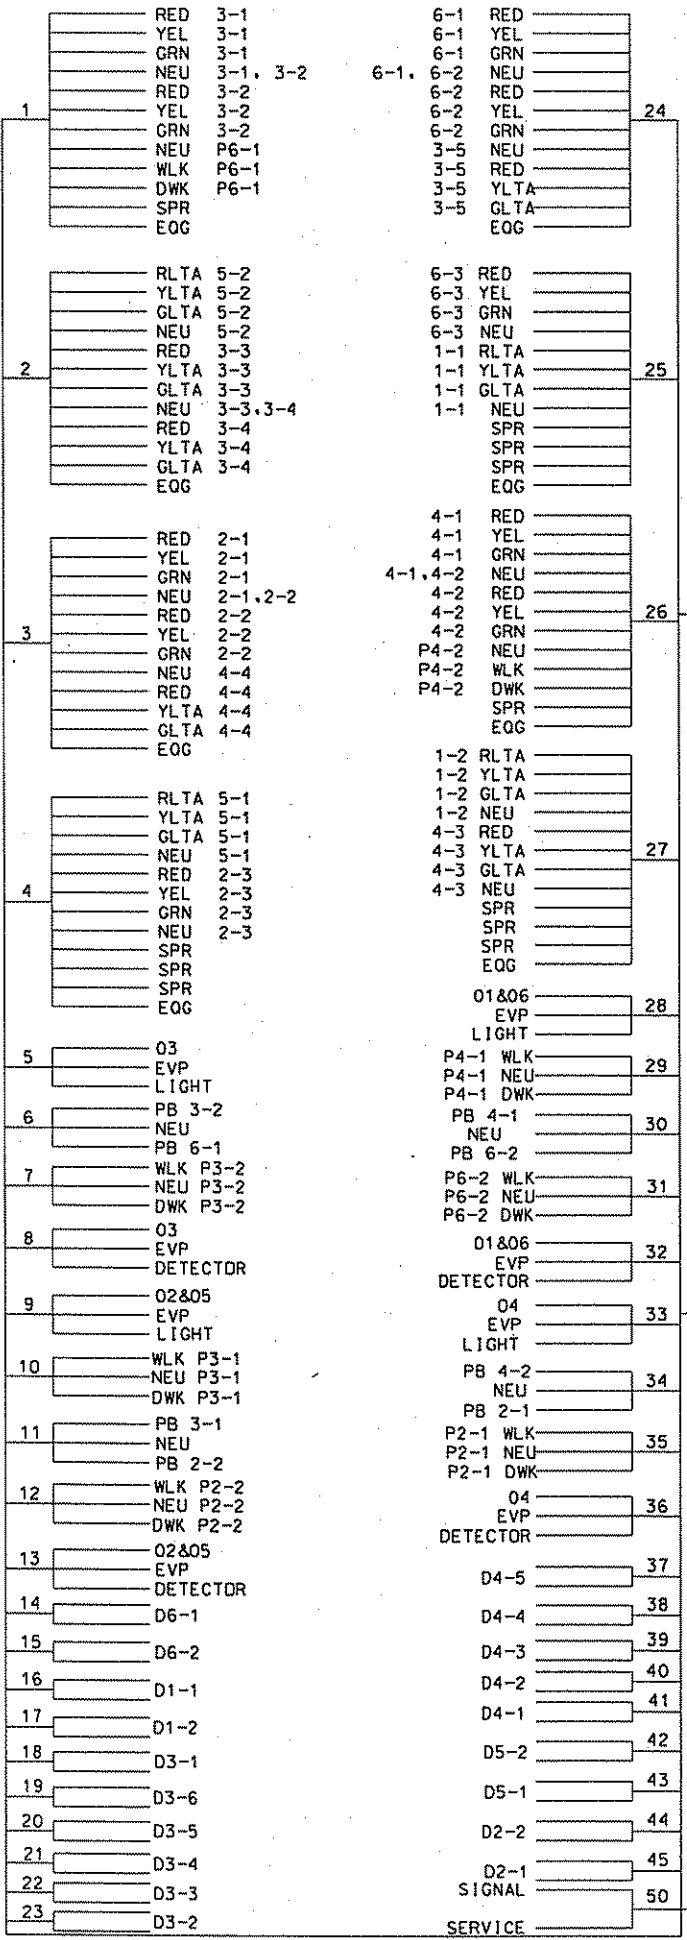 1
RED 3-1
YEL 3-1
GRN 3-1
NEU 3-1, 3-2
RED 3-2
YEL 3-2
GRN 3-2
NEU P6-1
WLK P6-1
DWK P6-1
SPR
EQG
2
RLTA 5-2
YLTA 5-2
GLTA 5-2
NEU 5-2
RED 3-3
YLTA 3-3
GLTA 3-3
NEU 3-3,3-4
RED 3-4
YLTA 3-4
GLTA 3-4
EQG
3
RED 2-1
YEL 2-1
GRN 2-1
NEU 2-1,2-2
RED 2-2
YEL 2-2
GRN 2-2
NEU 4-4
RED 4-4
YLTA 4-4
GLTA 4-4
EQG
4
RLTA 5-1
YLTA 5-1
GLTA 5-1
NEU 5-1
RED 2-3
YEL 2-3
GRN 2-3
NEU 2-3
SPR
SPR
SPR
EQG
5
O3
EVP
LIGHT
6
PB 3-2
NEU
PB 6-1
7
WLK P3-2
NEU P3-2
DWK P3-2
8
O3
EVP
DETECTOR
9
O2&O5
EVP
LIGHT
10
WLK P3-1
NEU P3-1
DWK P3-1
11
PB 3-1
NEU
PB 2-2
12
WLK P2-2
NEU P2-2
DWK P2-2
13
O2&O5
EVP
DETECTOR
14
D6-1
15
D6-2
16
D1-1
17
D1-2
18
D3-1
19
D3-6
20
D3-5
21
D3-4
22
D3-3
23
D3-2
6-1 RED
6-1 YEL
6-1 GRN
6-1, 6-2 NEU
6-2 RED
6-2 YEL
6-2 GRN
3-5 NEU
3-5 RED
3-5 YLTA
3-5 GLTA
EQG
24
6-3 RED
6-3 YEL
6-3 GRN
6-3 NEU
1-1 RLTA
1-1 YLTA
1-1 GLTA
1-1 NEU
SPR
SPR
SPR
EQG
25
4-1 RED
4-1 YEL
4-1 GRN
4-1,4-2 NEU
4-2 RED
4-2 YEL
4-2 GRN
P4-2 NEU
P4-2 WLK
P4-2 DWK
SPR
EQG
26
1-2 RLTA
1-2 YLTA
1-2 GLTA
1-2 NEU
4-3 RED
4-3 YLTA
4-3 GLTA
4-3 NEU
SPR
SPR
SPR
EQG
27
O1&O6
EVP
LIGHT
28
P4-1 WLK
P4-1 NEU
P4-1 DWK
29
PB 4-1
NEU
PB 6-2
30
P6-2 WLK
P6-2 NEU
P6-2 DWK
31
O1&O6
EVP
DETECTOR
32
O4
EVP
LIGHT
33
PB 4-2
NEU
PB 2-1
34
P2-1 WLK
P2-1 NEU
P2-1 DWK
35
O4
EVP
DETECTOR
36
D4-5
37
D4-4
38
D4-3
39
D4-2
40
D4-1
41
D5-2
42
D5-1
43
D2-2
44
D2-1
45
SIGNAL
SERVICE
50